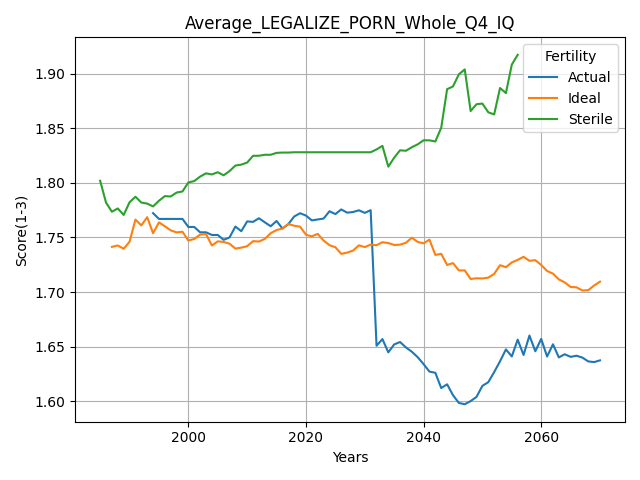 Average_LEGALIZE_PORN_Whole_Q4_IQ
Fertility
Actual
Ideal
Sterile
Score(1-3)
1.90
1.85
1.80
1.75
1.70
1.65
1.60
2000 2020 2040 2060
Years